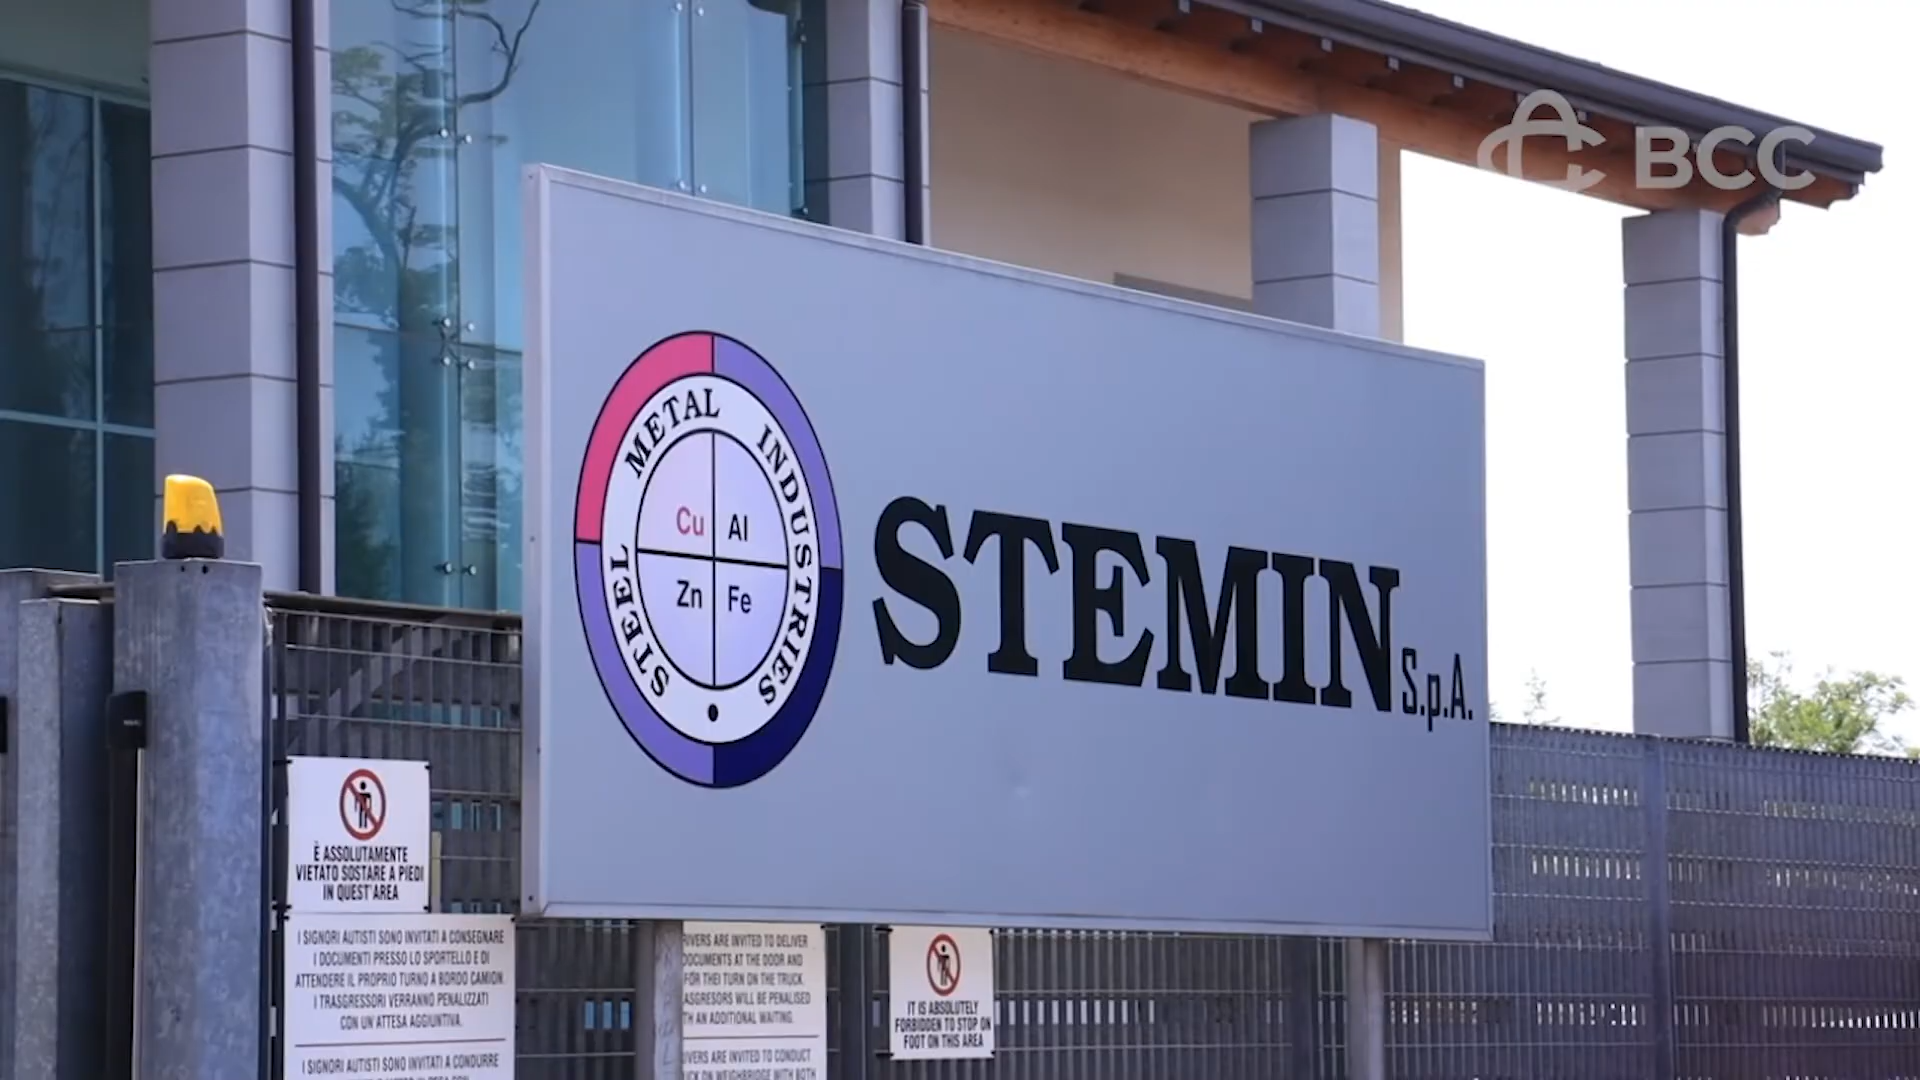 BCC
STEEL METAL INDUSTRIES
Cu Al
Zn Fe
STEMIN S.p.A.
È ASSOLUTAMENTE
VIETATO SOSTARE A PIEDI
IN QUEST'AREA
I SIGNORI AUTISTI SONO INVITATI A CONSEGNARE
I DOCUMENTI PRESSO LO SPORTELLO E DI
ATTENDERE IL PROPRIO TURNO A BORDO CAMION.
I TRASGRESSORI VERRANNO PENALIZZATI
CON UN'ATTESA AGGIUNTIVA.
I SIGNORI AUTISTI SONO INVITATI A CONDURRE
ARE INVITED TO DELIVER
AT THE DOOR AND
FOR THEI TURN ON THE TRUCK.
WILL BE PENALISED
AN ADDITIONAL WAITING.
ARE INVITED TO CONDUCT
ON WEIGHBRIDGE WITH BOTH
IT IS ABSOLUTELY
FORBIDDEN TO STOP ON
FOOT ON THIS AREA